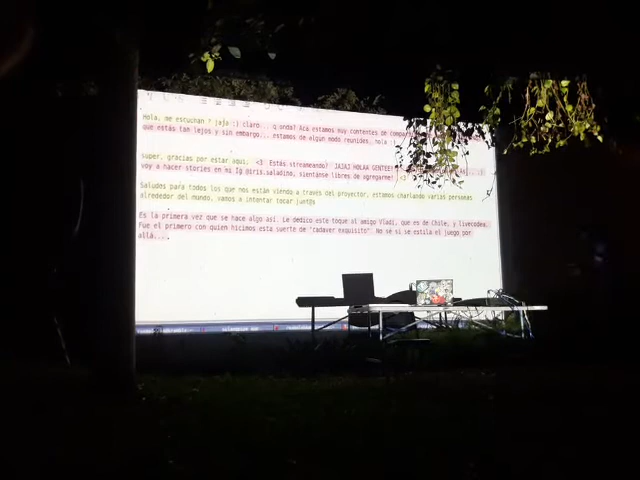 Hola, me escuchan ? jaja :) claro... q onda? Aca estamos muy contentes de
que estás tan lejos y sin embargo... estamos de algun modo reunides, hola :)
super, gracias por estar aqui, <3 Estás streameando? JAJAJ HOLAA GENTEE!
voy a hacer stories en mi Ig @iris.saladino, sientanse libres de agregarme!
Saludos para todos los que nos están viendo a través del proyector, estamos charlando varias personas
alrededor del mundo, vamos a intentar tocar junt@s
Es la primera vez que se hace algo así. Le dedico este toque al amigo Vladi, que es de Chile, y livecodea.
Fue el primero con quien hicimos esta suerte de "cadaver exquisito". No sé si se estila el juego por
allá....